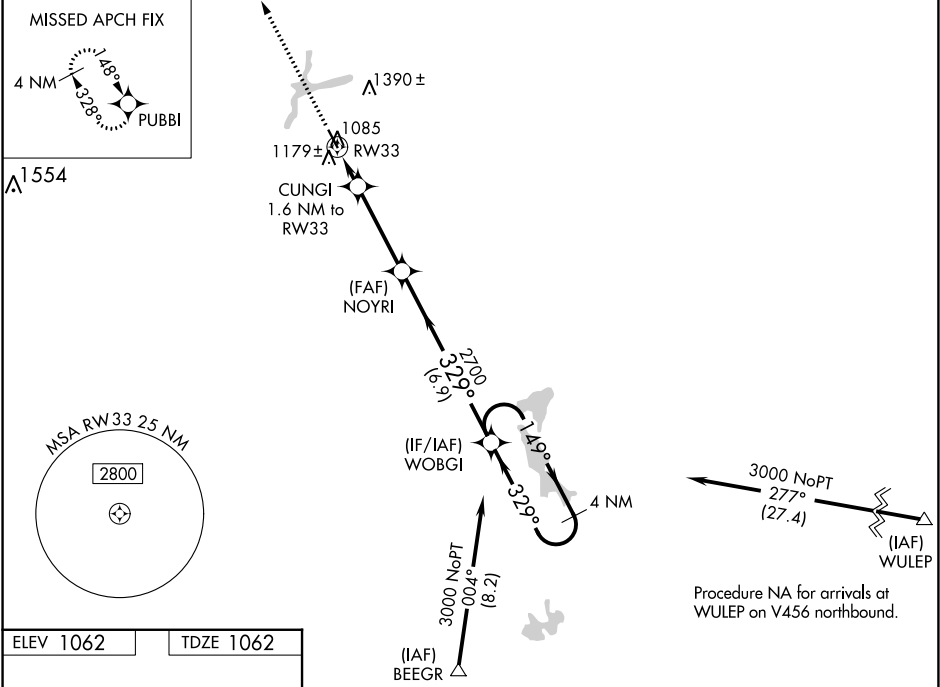 MISSED APCH FIX
4 NM
148°
328°
PUBBI
1554
1390 ±
1085
1179 ±
RW33
CUNGI
1.6 NM to
RW33
(FAF)
NOYRI
2700
329°
(6.9)
MSA RW33 25 NM
2800
(IF/IAF)
WOBGI
149°
329°
4 NM
3000 NoPT
277°
(27.4)
(IAF)
WULEP
3000 NoPT
004°
(8.2)
Procedure NA for arrivals at
WULEP on V456 northbound.
(IAF)
BEEGR
ELEV 1062
TDZE 1062